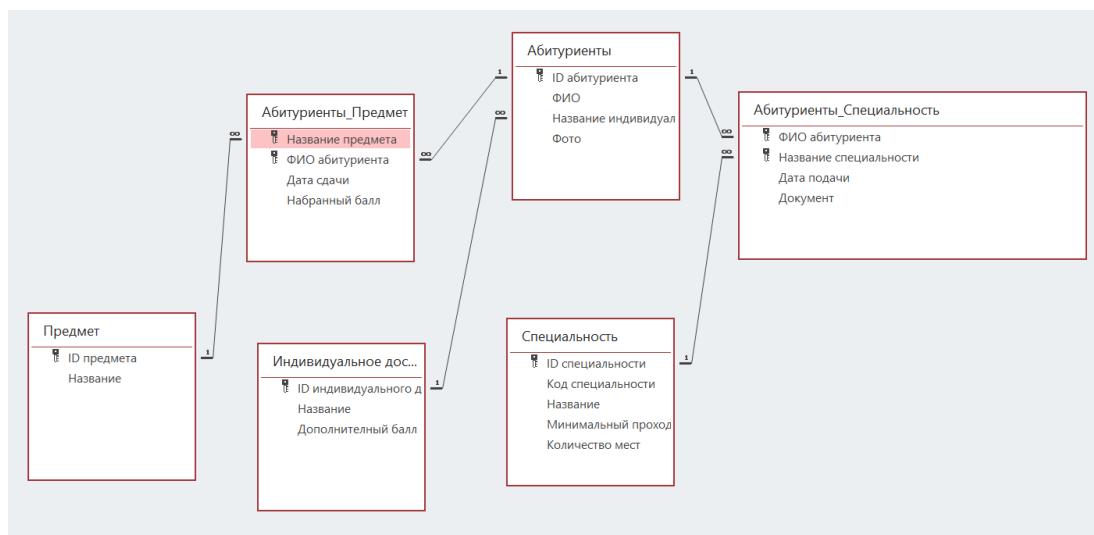 Абитуриенты
ID абитуриента
ФИО
Название индивидуал
Фото
Абитуриенты_Предмет
Название предмета
ФИО абитуриента
Дата сдачи
Набранный балл
Абитуриенты_Специальность
ФИО абитуриента
Название специальности
Дата подачи
Документ
Предмет
ID предмета
Название
Индивидуальное дос...
ID индивидуального д
Название
Дополнителный балл
Специальность
ID специальности
Код специальности
Название
Минимальный проход
Количество мест
1
∞
1
∞
∞
1
∞
∞
1
1